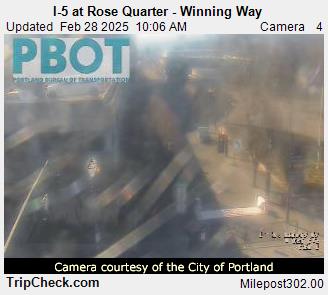 I-5 at Rose Quarter - Winning Way
Updated  Feb 28 2025  10:06 AM
Camera  4
PBOT
PORTLAND BUREAU OF TRANSPORTATION
Camera courtesy of the City of Portland
TripCheck.com
Milepost302.00